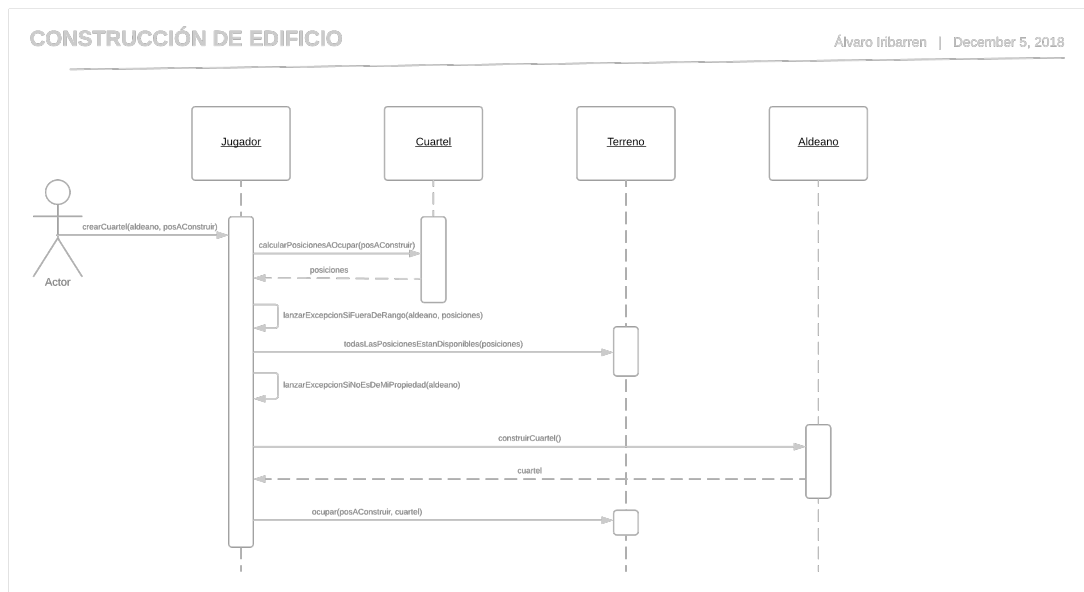 CONSTRUCCIÓN DE EDIFICIO
Álvaro Iribarren | December 5, 2018
Jugador
Cuartel
Terreno
Aldeano
crearCuartel(aldeano, posAConstruir)
Actor
calcularPosicionesAOcupar(posAConstruir)
posiciones
lanzarExcepcionSiFueraDeRango(aldeano, posiciones)
todasLasPosicionesEstanDisponibles(posiciones)
lanzarExcepcionSiNoEsDeMiPropiedad(aldeano)
construirCuartel()
cuartel
ocupar(posAConstruir, cuartel)